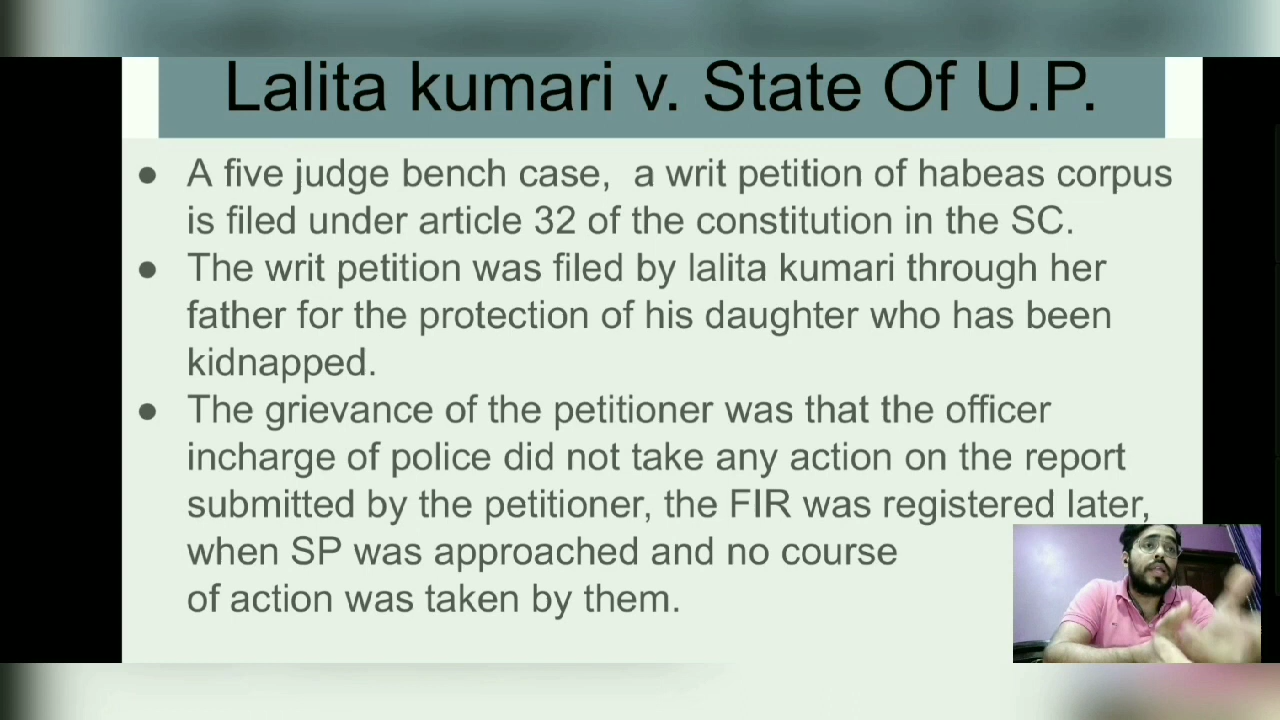 Lalita kumari v. State Of U.P.
● A five judge bench case, a writ petition of habeas corpus
is filed under article 32 of the constitution in the SC.
● The writ petition was filed by lalita kumari through her
father for the protection of his daughter who has been
kidnapped.
● The grievance of the petitioner was that the officer
incharge of police did not take any action on the report
submitted by the petitioner, the FIR was registered later,
when SP was approached and no course
of action was taken by them.